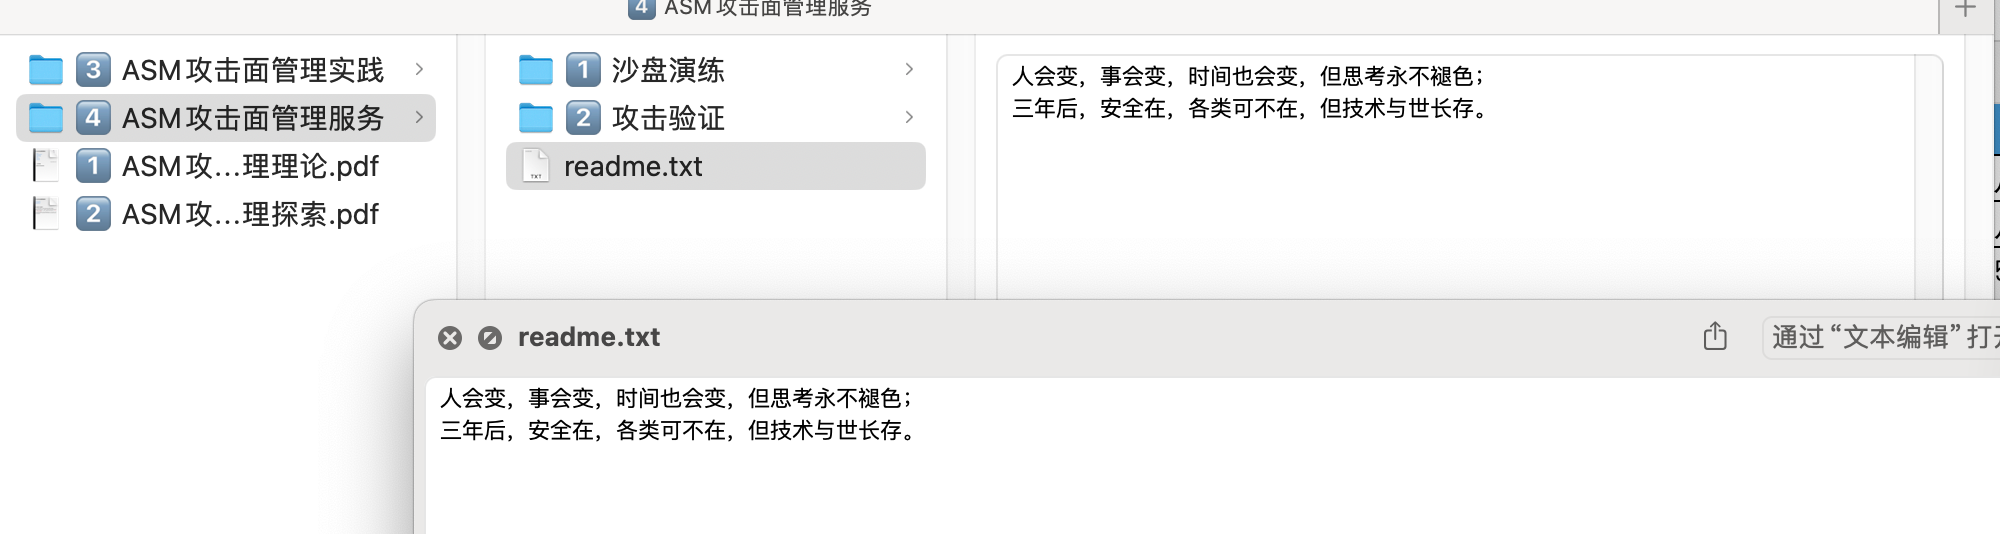 4 ASM攻击面管理服务
3 ASM攻击面管理实践
4 ASM攻击面管理服务
1 ASM攻…理理论.pdf
2 ASM攻…理探索.pdf
1 沙盘演练
2 攻击验证
readme.txt
人会变，事会变，时间也会变，但思考永不褪色；
三年后，安全在，各类可不在，但技术与世长存。
readme.txt
通过“文本编辑”打开
人会变，事会变，时间也会变，但思考永不褪色；
三年后，安全在，各类可不在，但技术与世长存。